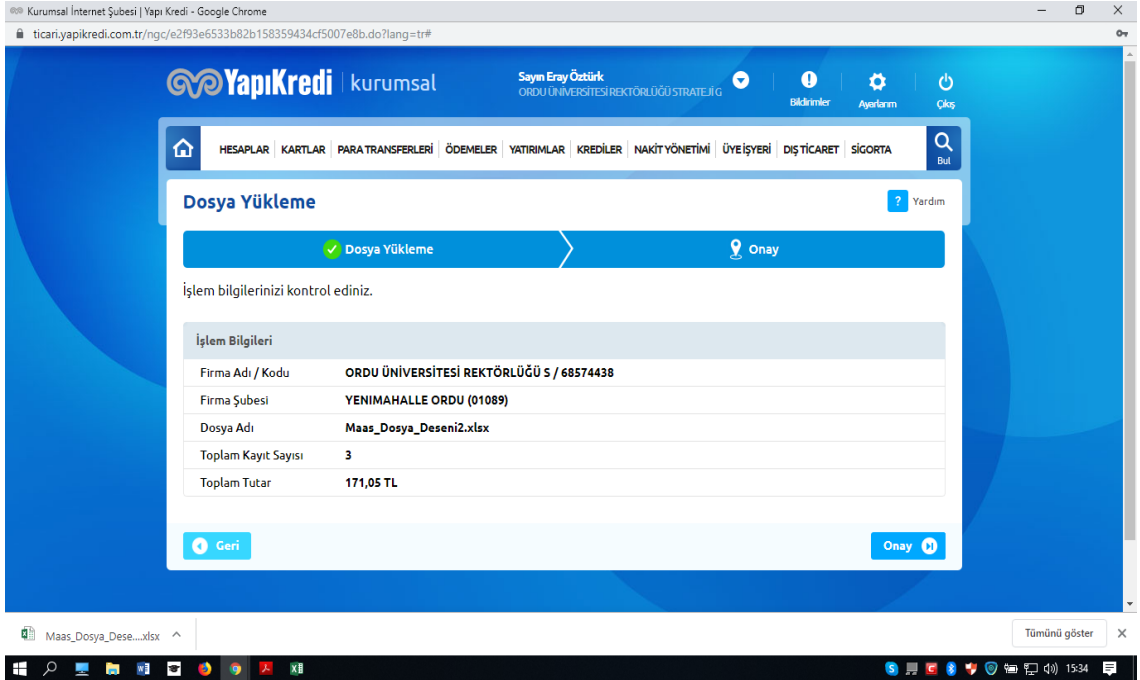 Kurumsal İnternet Şubesi | Yapı Kredi - Google Chrome
ticari.yapikredi.com.tr/ngc/e2f93e6533b82b158359434cf5007e8b.do?lang=tr#
YapıKredi | kurumsal
Sayın Eray Öztürk
ORDU ÜNİVERSİTESİ REKTÖRLÜĞÜ STRATEJİ G
Bildirimler
Ayarlarım
Çıkış
HESAPLAR KARTLAR PARA TRANSFERLERİ ÖDEMELER YATIRIMLAR KREDİLER NAKİT YÖNETİMİ ÜYE İŞYERİ DIŞ TİCARET SİGORTA
Bul
Dosya Yükleme
? Yardım
Dosya Yükleme
Onay
İşlem bilgilerinizi kontrol ediniz.
İşlem Bilgileri
Firma Adı / Kodu ORDU ÜNİVERSİTESİ REKTÖRLÜĞÜ S / 68574438
Firma Şubesi YENIMAHALLE ORDU (01089)
Dosya Adı Maas_Dosya_Deseni2.xlsx
Toplam Kayıt Sayısı 3
Toplam Tutar 171,05 TL
Geri
Onay
Maas_Dosya_Dese....xlsx
Tümünü göster
15:34